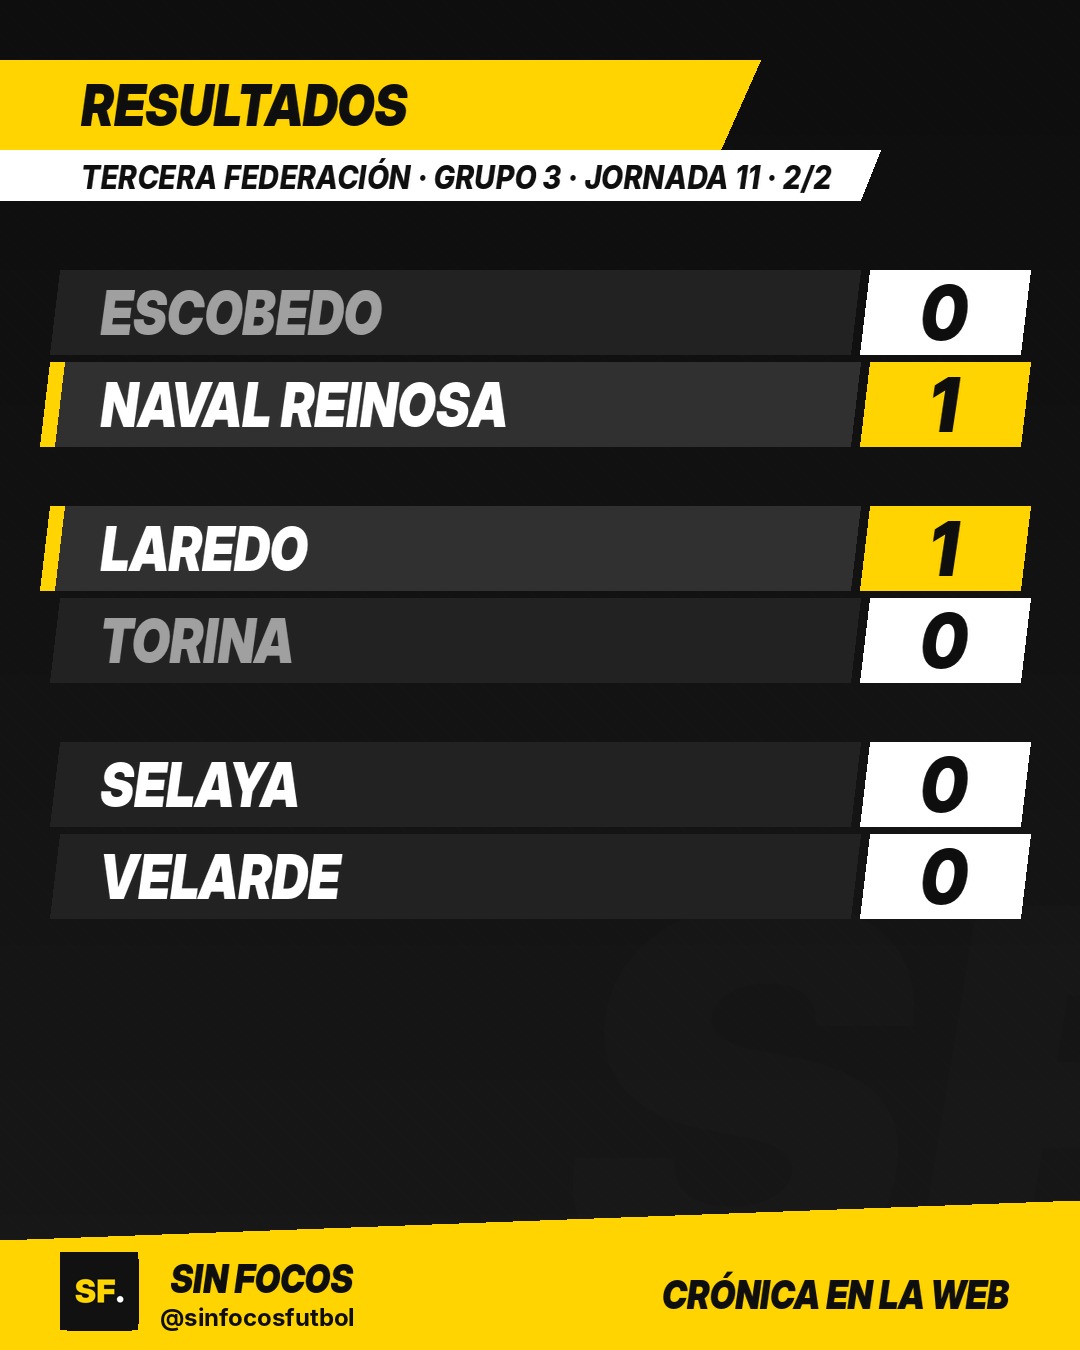 RESULTADOS
TERCERA FEDERACIÓN · GRUPO 3 · JORNADA 11 · 2/2
ESCOBEDO 0
NAVAL REINOSA 1
LAREDO 1
TORINA 0
SELAYA 0
VELARDE 0
SF
SF.
SIN FOCOS
@sinfocosfutbol
CRÓNICA EN LA WEB